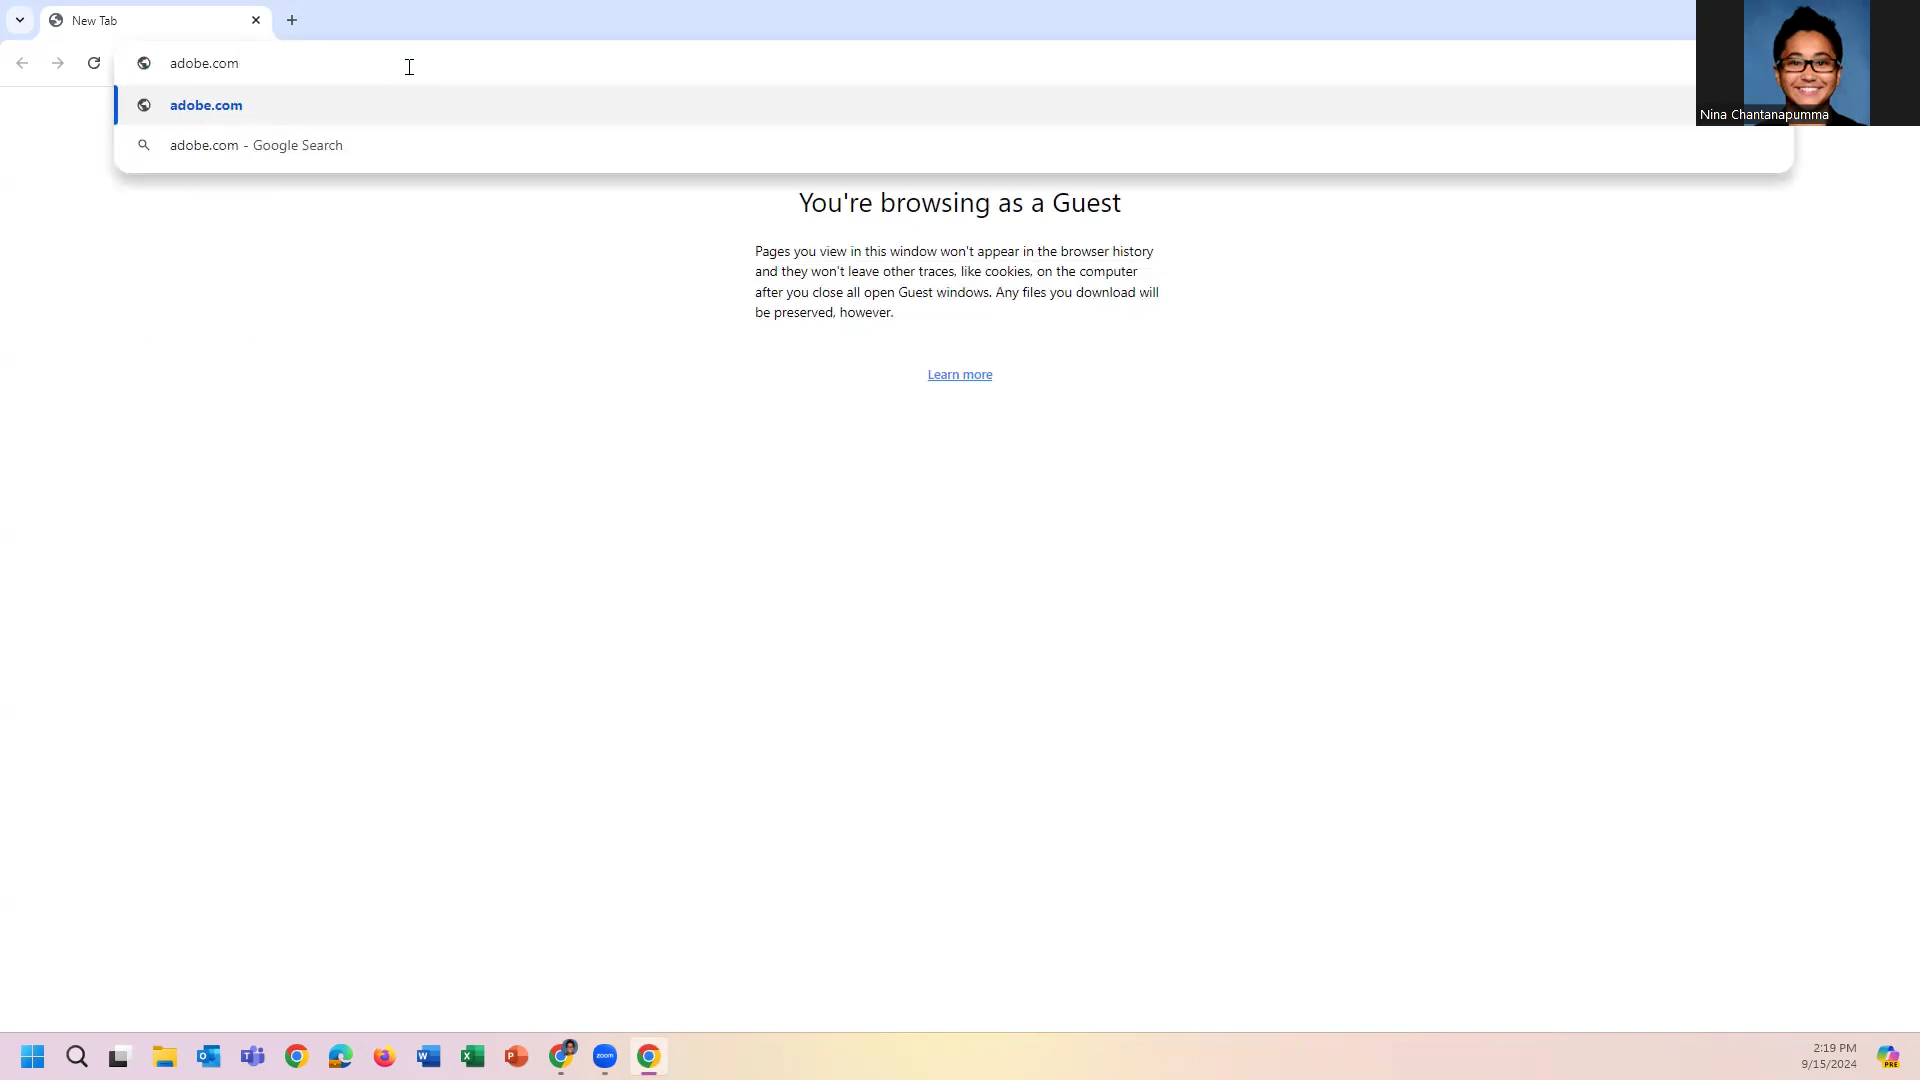 New Tab
adobe.com
adobe.com
adobe.com - Google Search
Nina Chantanapumma
You're browsing as a Guest
Pages you view in this window won't appear in the browser history
and they won't leave other traces, like cookies, on the computer
after you close all open Guest windows. Any files you download will
be preserved, however.
Learn more
zoom
2:19 PM
9/15/2024
PRE